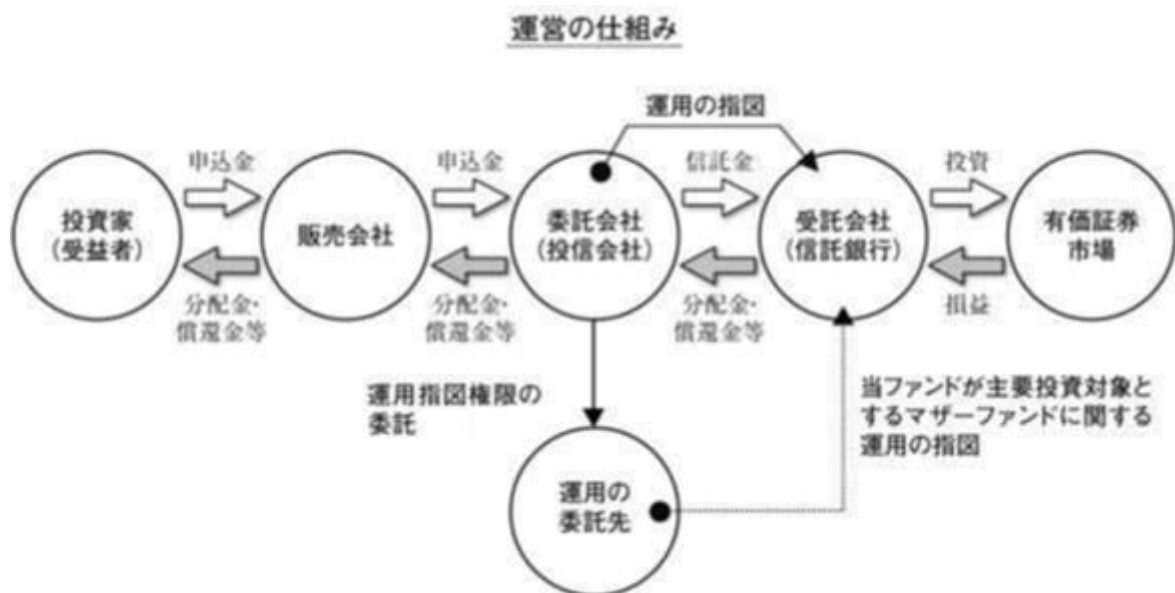 運営の仕組み
運用の指図
申込金
申込金
信託金
投資
投資家
(受益者)
販売会社
委託会社
(投信会社)
受託会社
(信託銀行)
有価証券
市場
分配金・
償還金等
分配金・
償還金等
分配金・
償還金等
損益
運用指図権限の
委託
当ファンドが主要投資対象と
するマザーファンドに関する
運用の指図
運用の
委託先